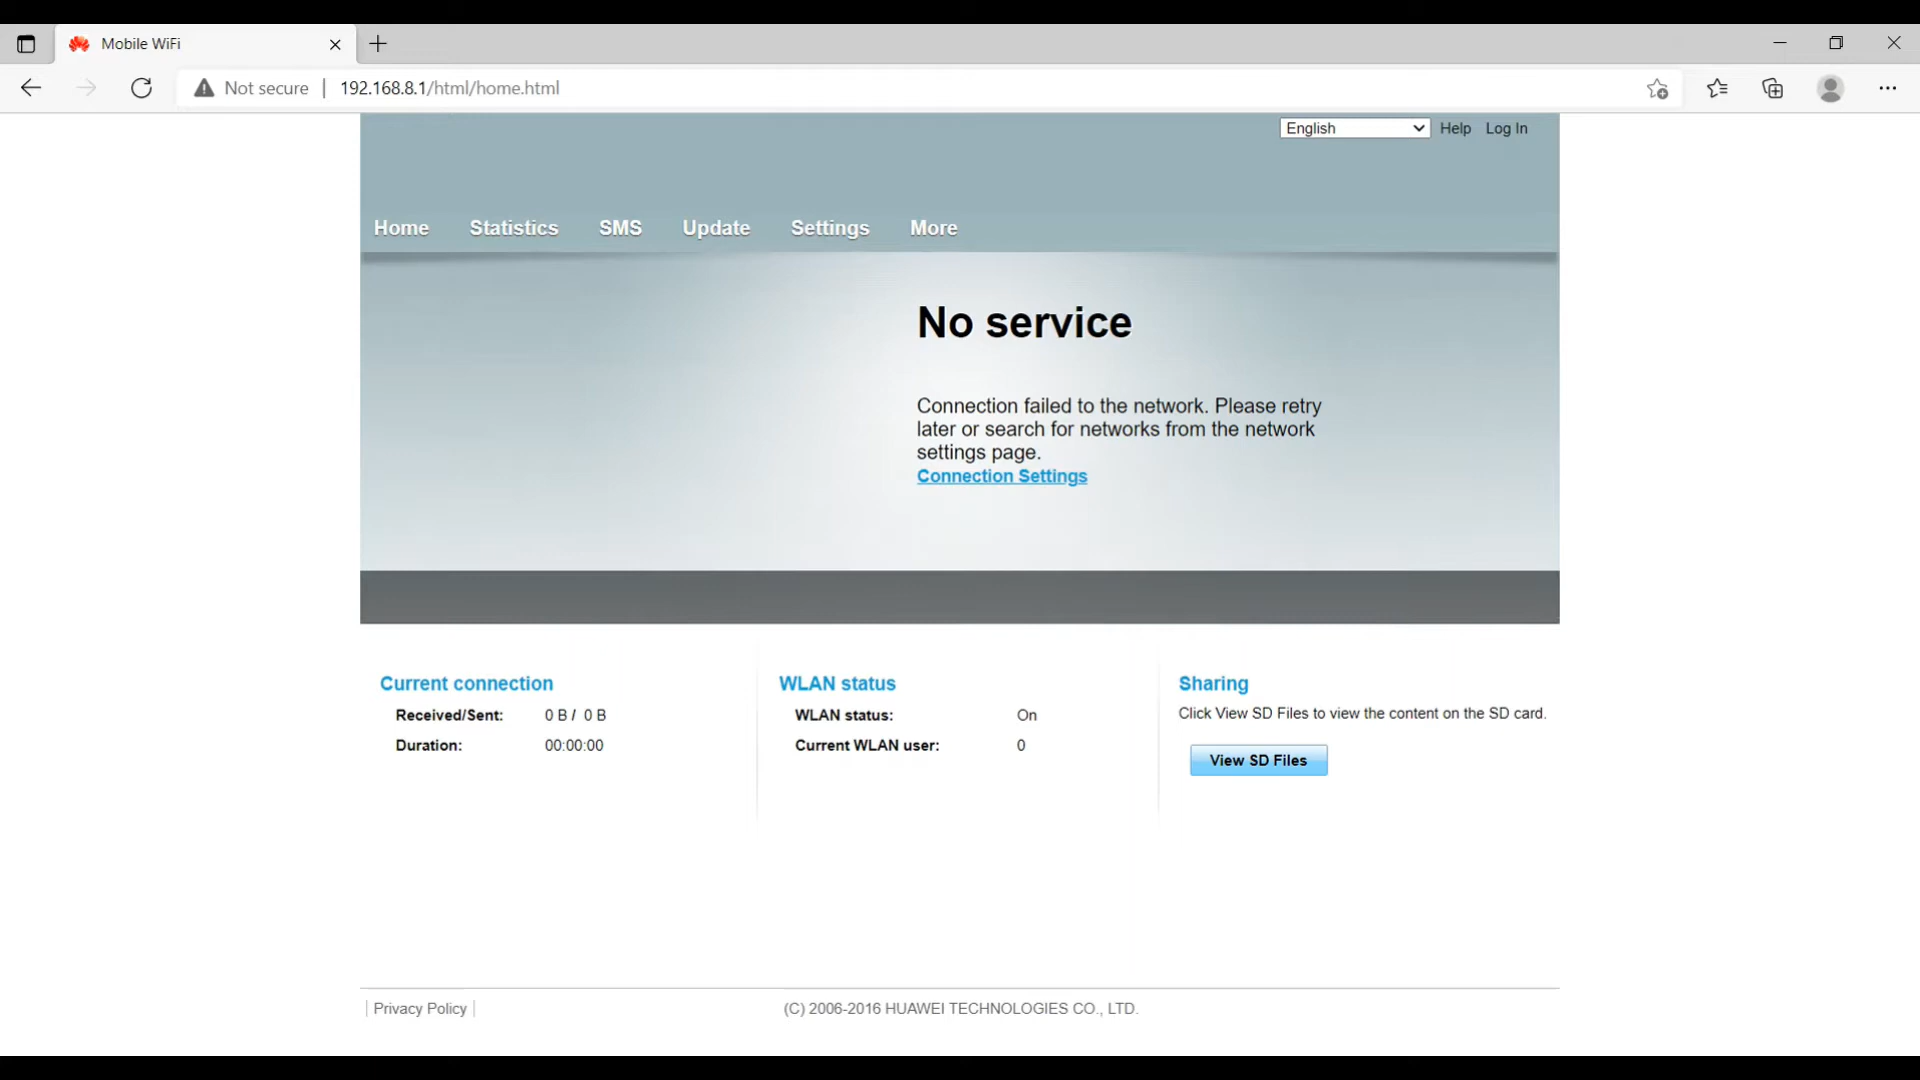 Mobile WiFi
Not secure
192.168.8.1/html/home.html
English
Help
Log In
Home
Statistics
SMS
Update
Settings
More
No service
Connection failed to the network. Please retry
later or search for networks from the network
settings page.
Connection Settings
Current connection
Received/Sent: 0 B / 0 B
Duration: 00:00:00
WLAN status
WLAN status: On
Current WLAN user: 0
Sharing
Click View SD Files to view the content on the SD card.
View SD Files
Privacy Policy
(C) 2006-2016 HUAWEI TECHNOLOGIES CO., LTD.